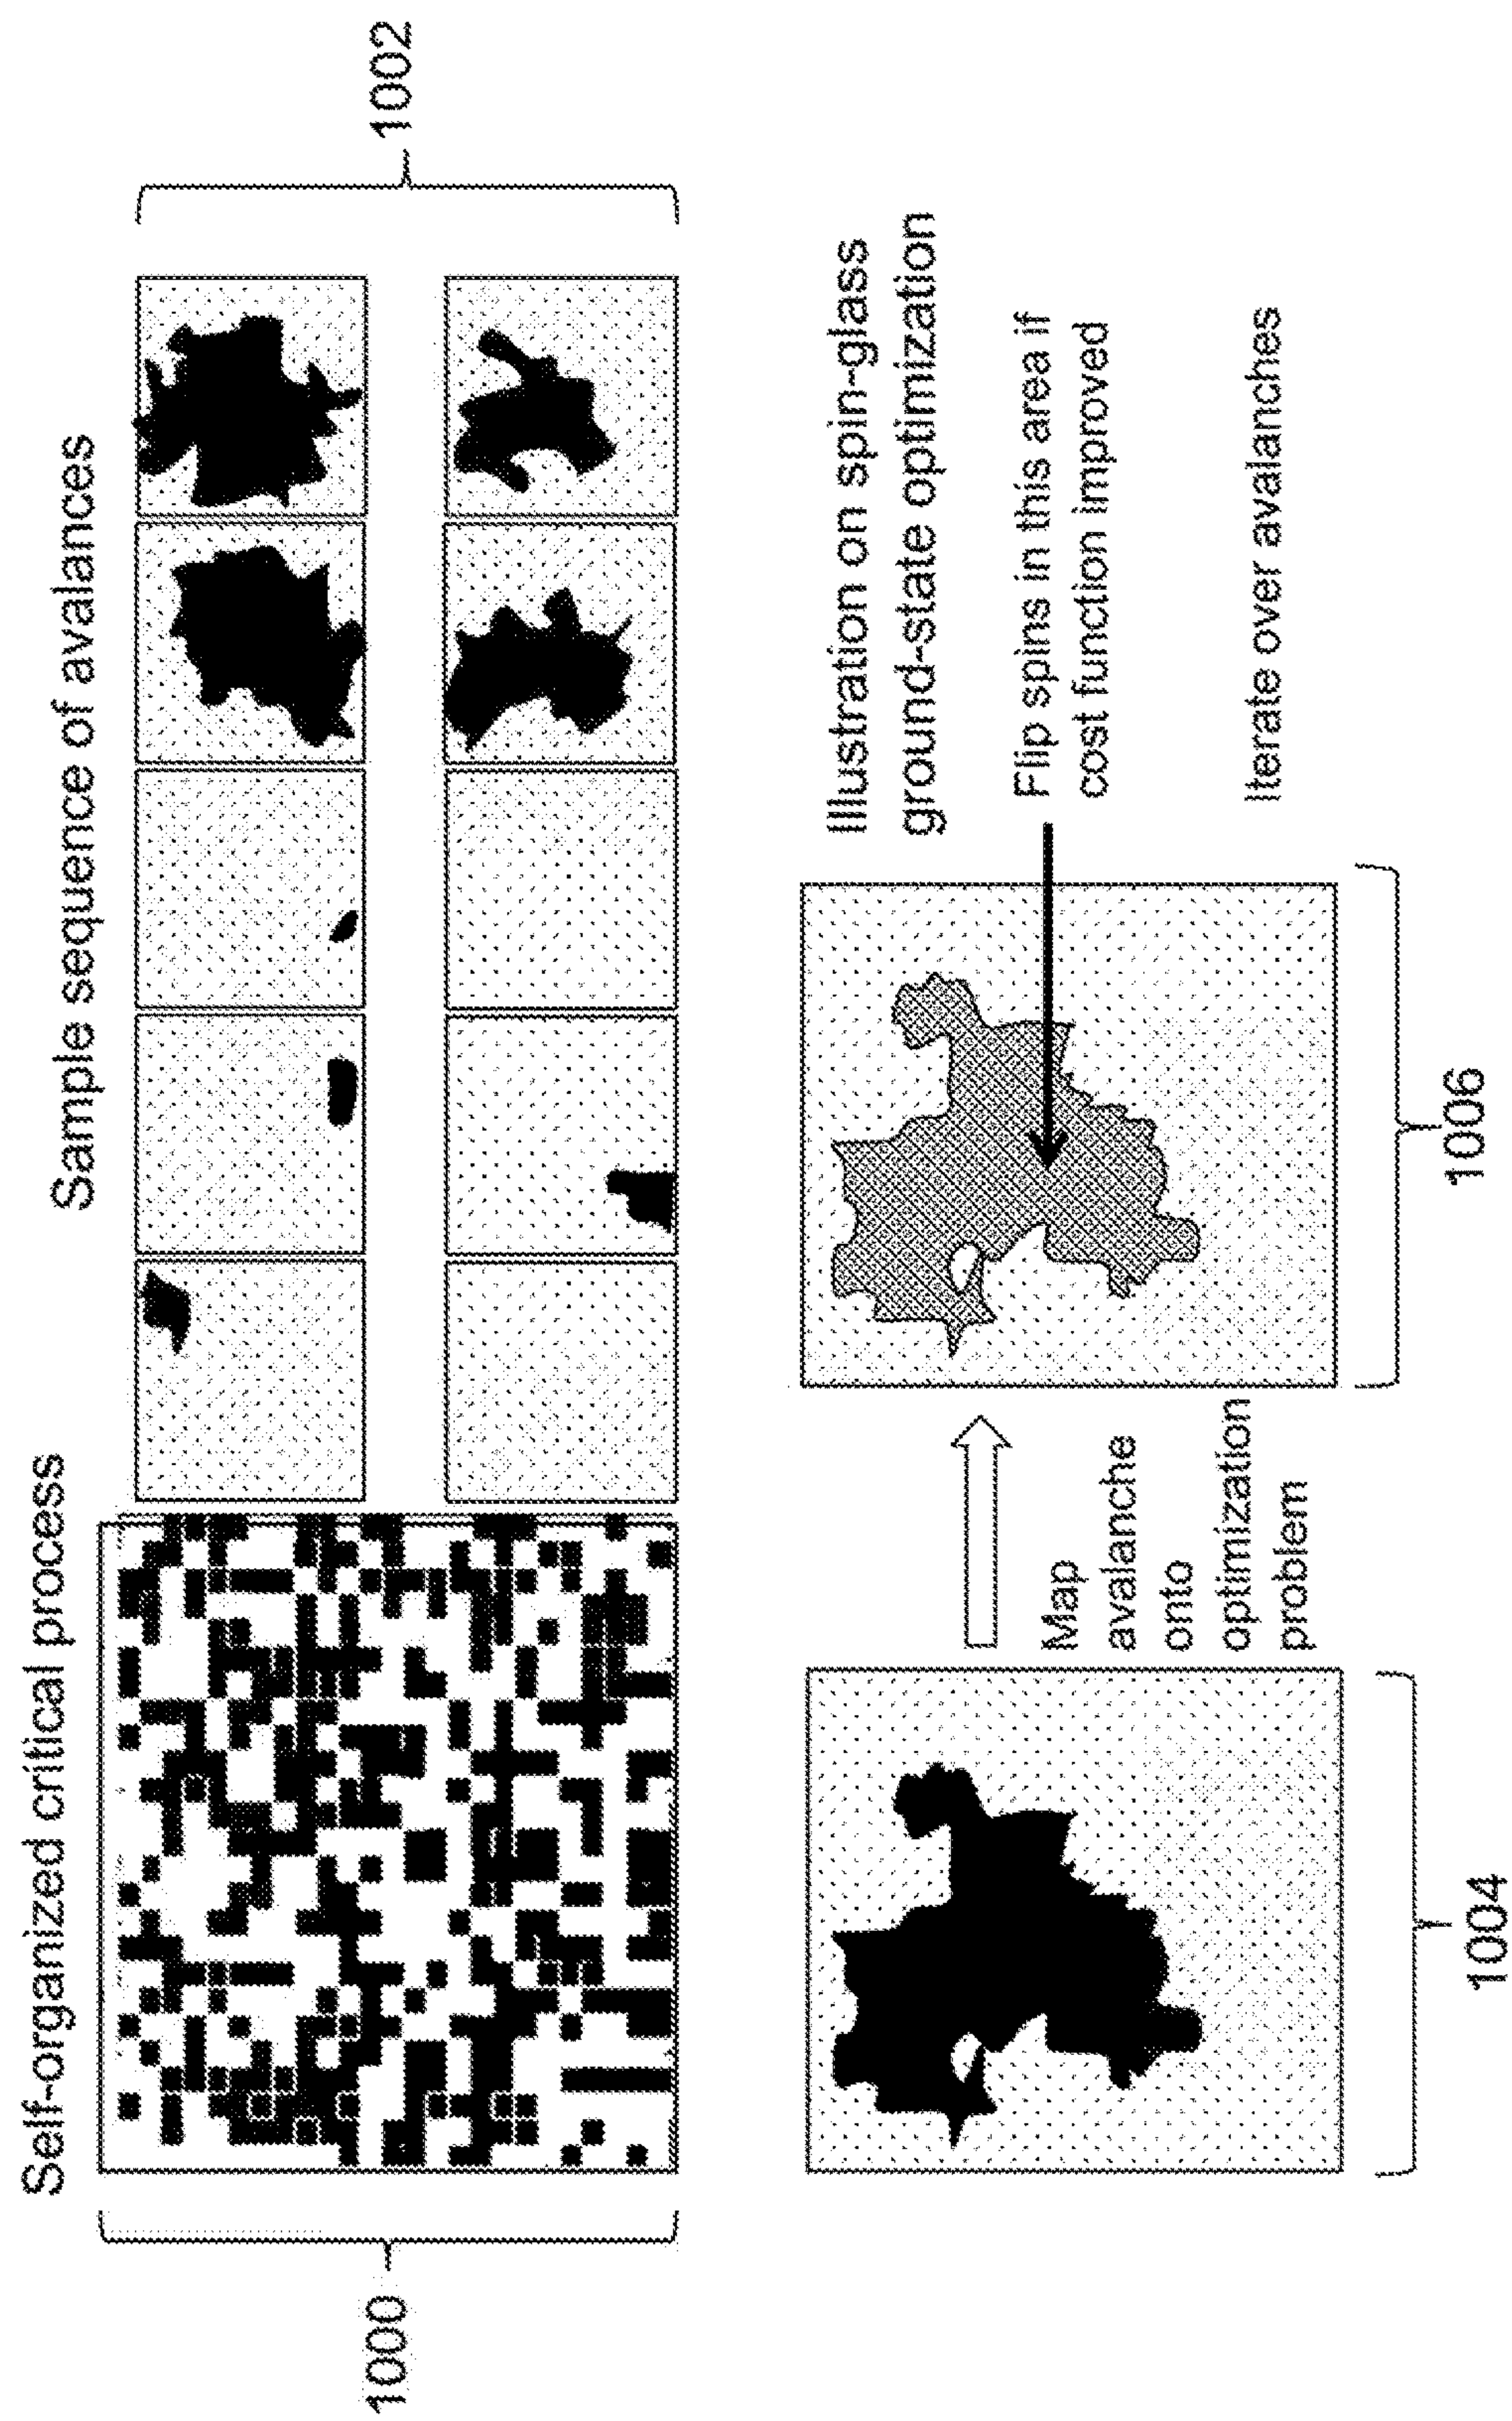 Self-organized critical process
Sample sequence of avalances
1000
1002
Illustration on spin-glass
ground-state optimization
Flip spins in this area if
cost function improved
Iterate over avalanches
Map
avalanche
onto
optimization
problem
1004
1006